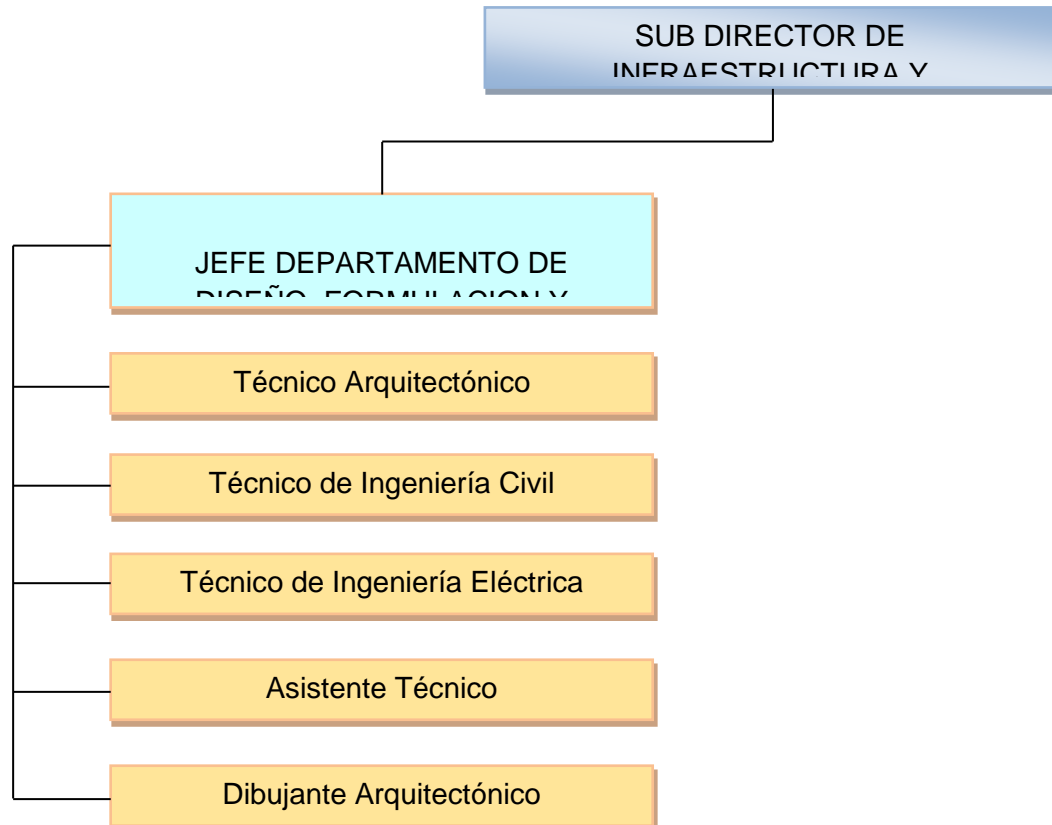 SUB DIRECTOR DE
INFRAESTRUCTURA Y
JEFE DEPARTAMENTO DE
DISEÑO, FORMULACION Y
Técnico Arquitectónico
Técnico de Ingeniería Civil
Técnico de Ingeniería Eléctrica
Asistente Técnico
Dibujante Arquitectónico